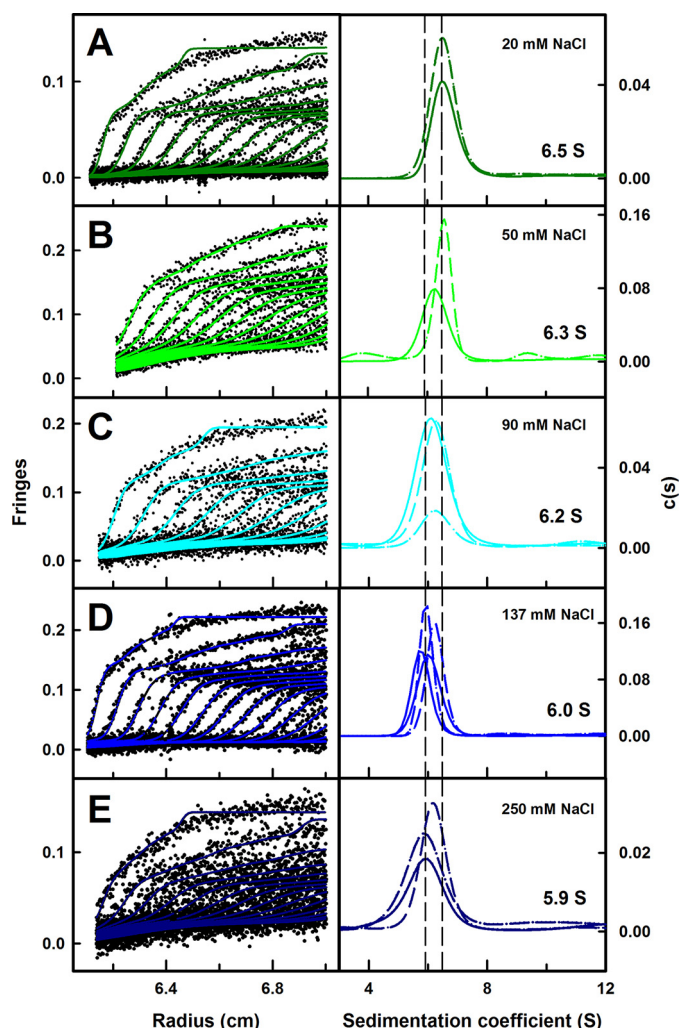 A
0.1
0.0
20 mM NaCl
6.5 S
0.04
0.00
B
0.2
0.1
0.0
50 mM NaCl
6.3 S
0.16
0.08
0.00
C
0.2
0.1
0.0
90 mM NaCl
6.2 S
0.04
0.00
D
0.2
0.1
0.0
137 mM NaCl
6.0 S
0.16
0.08
0.00
E
0.1
0.0
250 mM NaCl
5.9 S
0.02
0.00
Fringes
c(s)
6.4 6.8
4 8 12
Radius (cm)
Sedimentation coefficient (S)